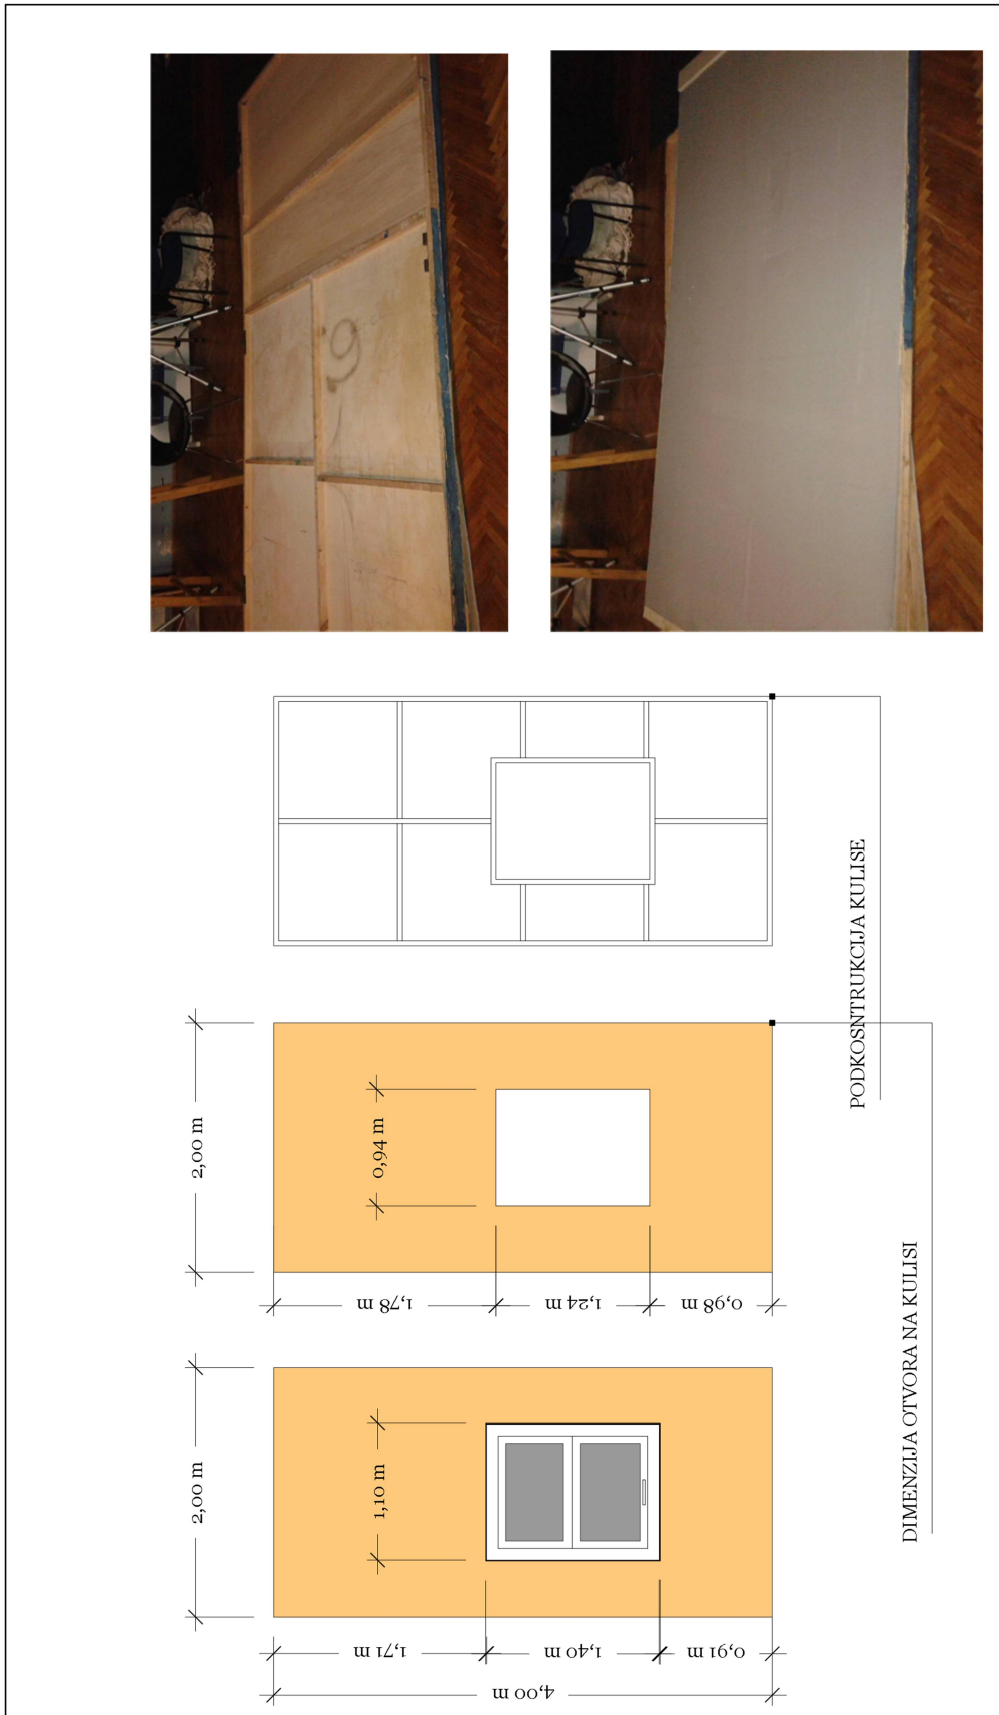 PODKOSNTRUKCIJA KULISE
2,00 m
0,94 m
1,78 m
1,24 m
0,98 m
DIMENZIJA OTVORA NA KULISI
2,00 m
1,10 m
1,71 m
1,40 m
0,91 m
4,00 m